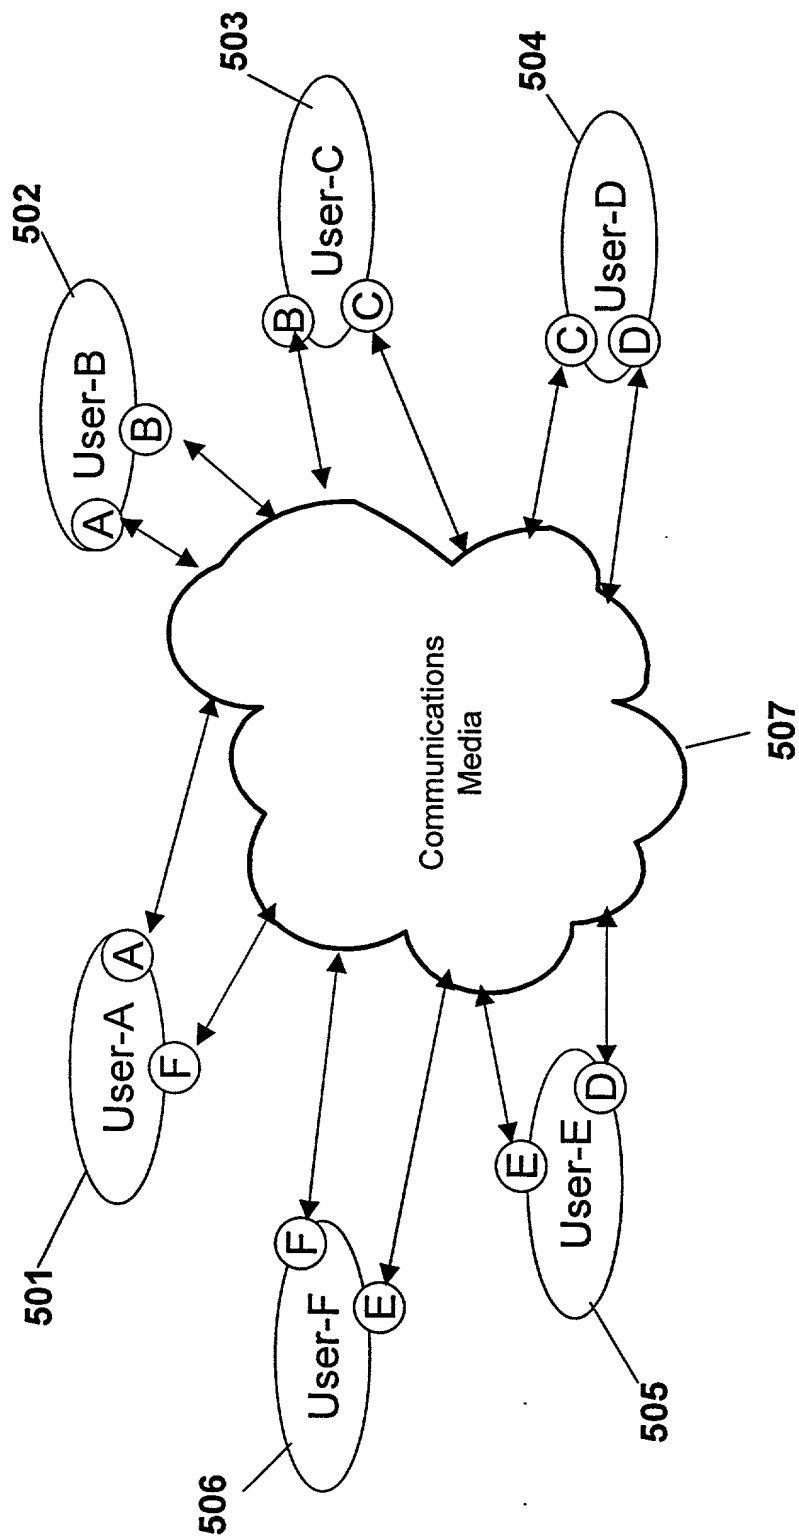 502
503
501
User-B
A
B
User-A
A
F
User-C
B
C
506
504
User-F
F
E
Communications
Media
User-D
C
D
User-E
E
D
505
507